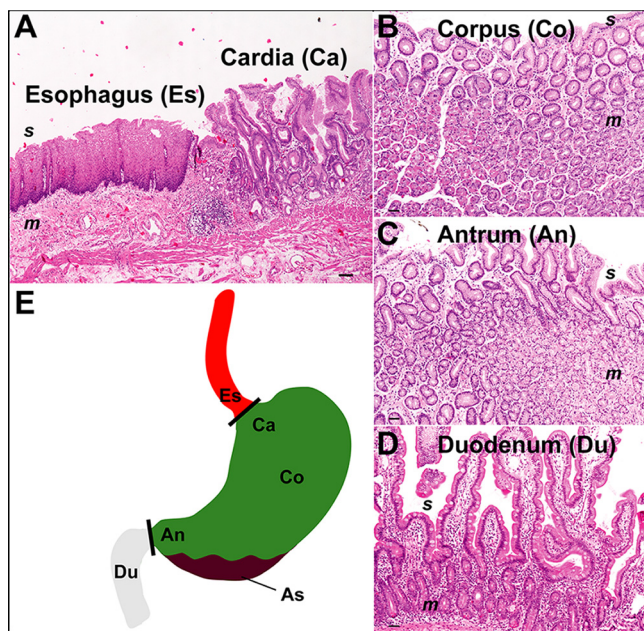 A
Cardia (Ca)
Esophagus (Es)
s
m
B
Corpus (Co)
s
m
C
Antrum (An)
s
m
D
Duodenum (Du)
s
m
E
Es
Ca
Co
An
Du
As